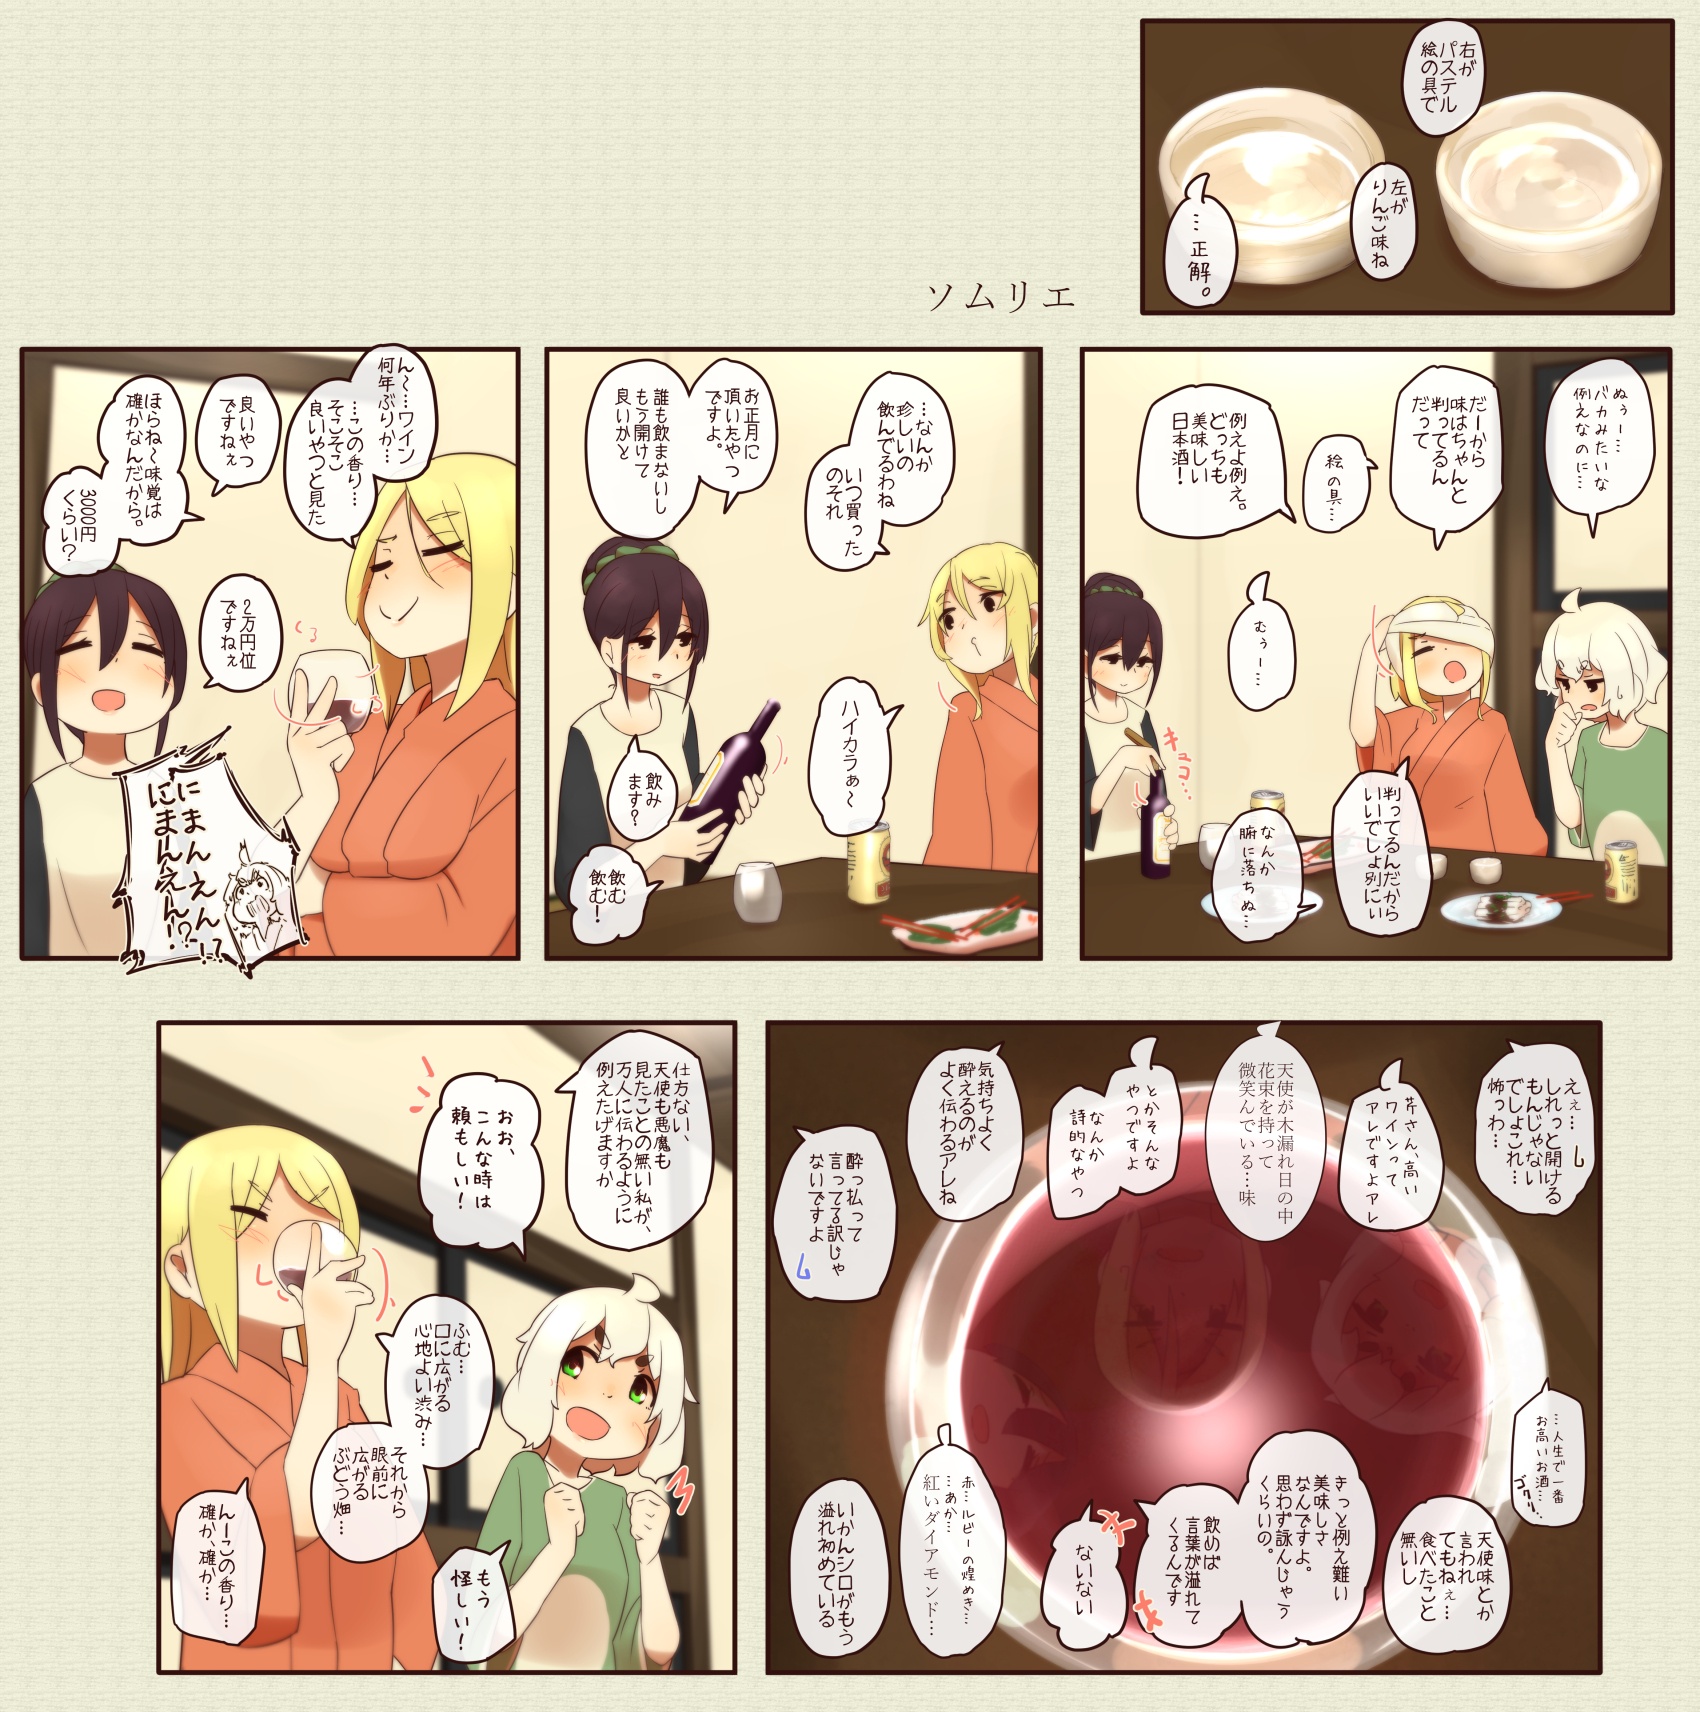 右が
パステル
絵の具で
左が
りんご味ね
…正解。
ソムリエ
ぬぅー…
バカみたいな
例えなのに…
だーから
味はちゃんと
判ってるん
だって
絵の具…
例えよ例え。
どっちも
美味しい
日本酒！
むぅー…
キュコ…
判ってるんだから
いいでしょ別にい
なんか
腑に落ちぬ…
…なんか
珍しいの
飲んでるわね
いつ買った
のそれ
お正月に
頂いたやつ
ですよ。
誰も飲まないし
もう開けて
良いかと
ハイカラぁ～
飲み
ます？
飲む
飲む！
ん～…ワイン
何年ぶりか…
…この香り…
そこそこ
良いやつと見た
良いやつ
ですねぇ
ほらね～味覚は
確かなんだから。
3000円
くらい？
2万円位
ですねぇ
にまんえん!?
にまんえん!?
えぇ…
しれっと開ける
もんじゃない
でしょこれ…
怖っわ…
芹さん、高い
ワインって
アレですよアレ
天使が木漏れ日の中
花束を持って
微笑んでいる…味
とかそんな
やつですよ
なんか
詩的なやつ
気持ちよく
酔えるのが
よく伝わるアレね
酔っ払って
言ってる訳じゃ
ないですよ
…人生で一番
お高いお酒…
ゴクリ…
天使味とか
言われ
てもねぇ…
食べたこと
無いし
きっと例え難い
美味しさ
なんですよ。
思わず詠んじゃう
くらいの。
飲めば
言葉が溢れて
くるんです
ないない
赤…ルビーの煌めき…
…あか…
紅いダイアモンド…
いかんシロがもう
溢れ初めている
仕方ない、
天使も悪魔も
見たことの無い私が、
万人に伝わるように
例えたげますか
おお、
こんな時は
頼もしい！
ふむ…
口に広がる
心地よい渋み…
それから
眼前に
広がる
ぶどう畑…
んーこの香り…
確か、確か…
もう
怪しい！